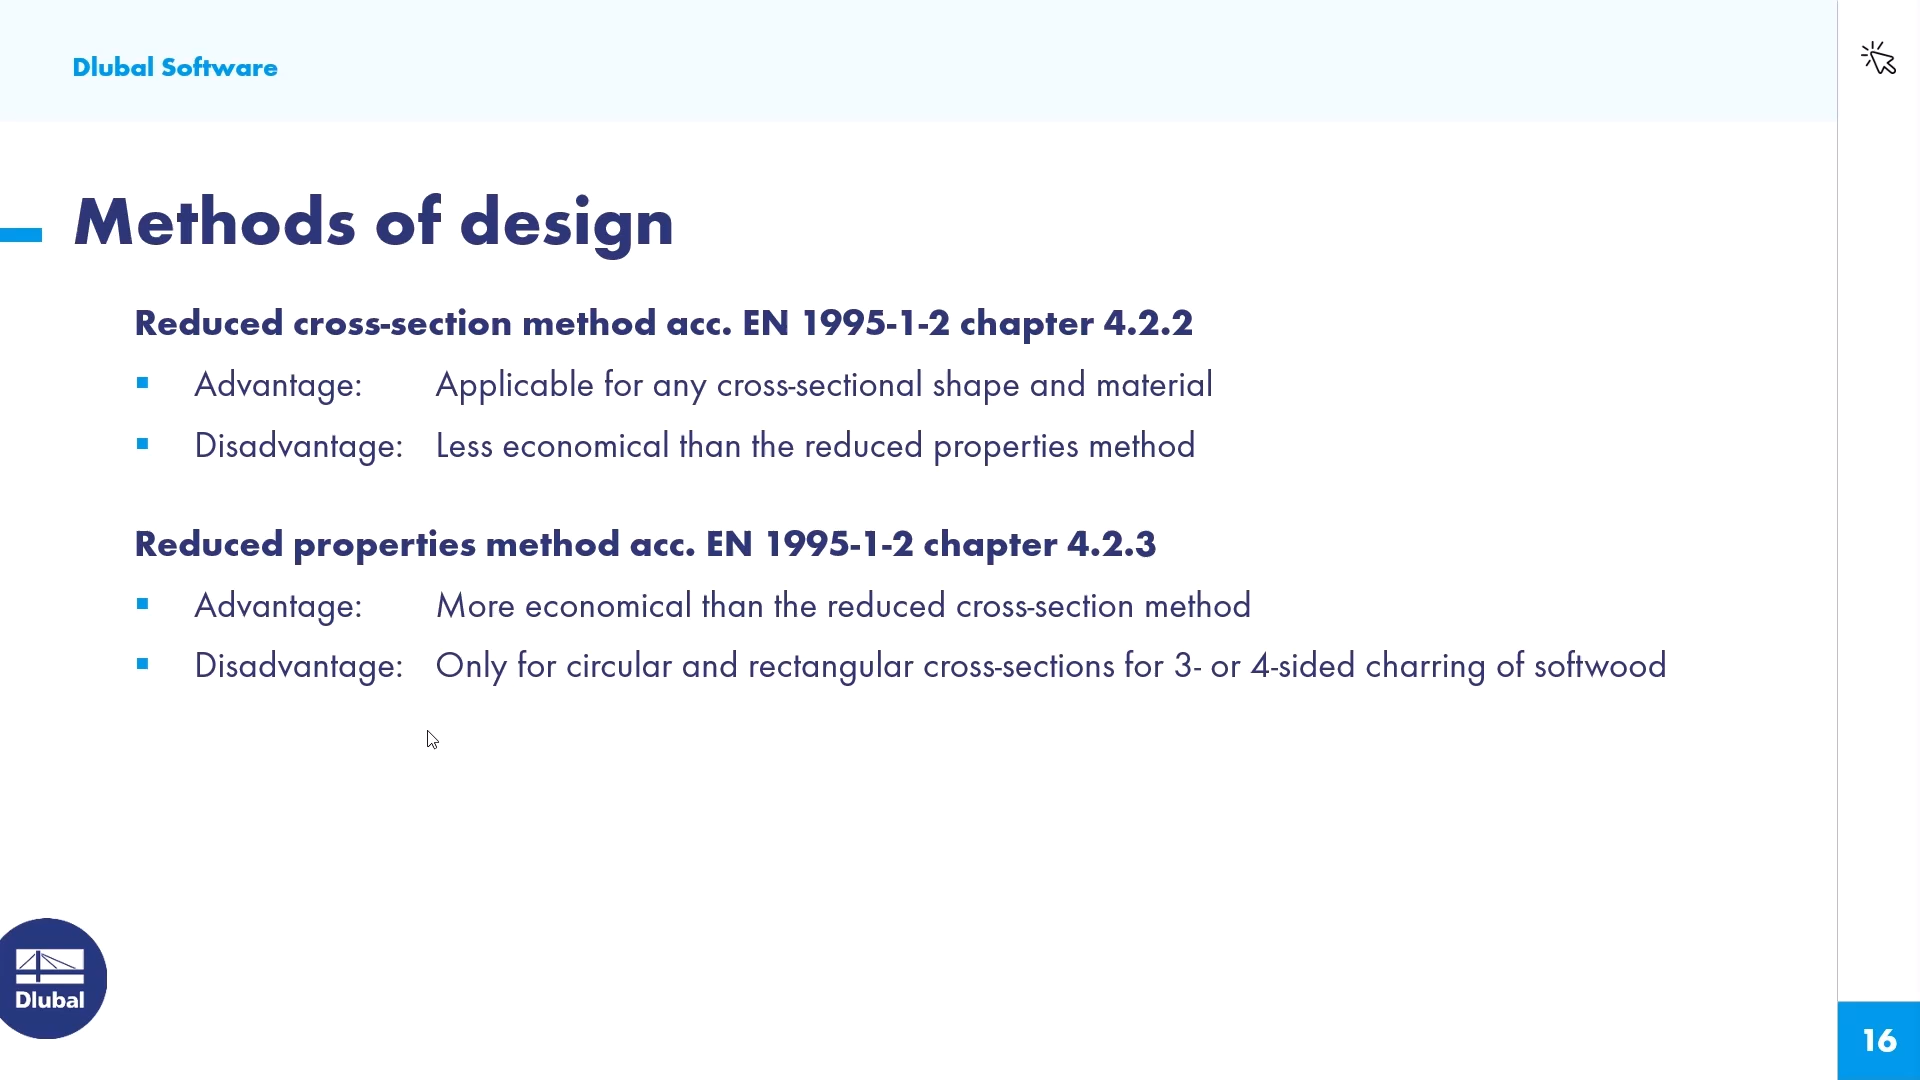 Dlubal Software
Methods of design
Reduced cross-section method acc. EN 1995-1-2 chapter 4.2.2
Advantage: Applicable for any cross-sectional shape and material
Disadvantage: Less economical than the reduced properties method
Reduced properties method acc. EN 1995-1-2 chapter 4.2.3
Advantage: More economical than the reduced cross-section method
Disadvantage: Only for circular and rectangular cross-sections for 3- or 4-sided charring of softwood
Dlubal
16